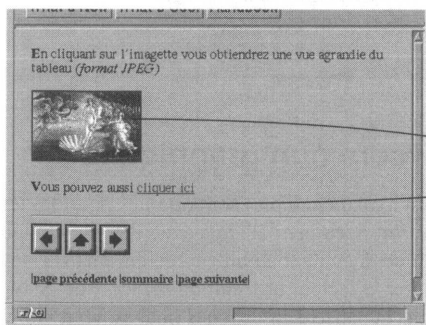 What's New What's Cool Handbook
En cliquant sur l'imagette vous obtiendrez une vue agrandie du
tableau (format JPEG)
Vous pouvez aussi cliquer ici
|page précédente |sommaire |page suivante|